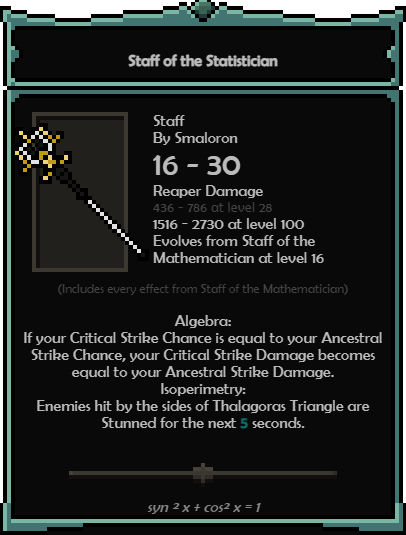 Staff of the Statistician
Staff
By Smaloron
16 - 30
Reaper Damage
436 - 786 at level 28
1516 - 2730 at level 100
Evolves from Staff of the
Mathematician at level 16
(Includes every effect from Staff of the Mathematician)
Algebra:
If your Critical Strike Chance is equal to your Ancestral
Strike Chance, your Critical Strike Damage becomes
equal to your Ancestral Strike Damage.
Isoperimetry:
Enemies hit by the sides of Thalagoras Triangle are
Stunned for the next 5 seconds.
syn ² x + cos² x = 1